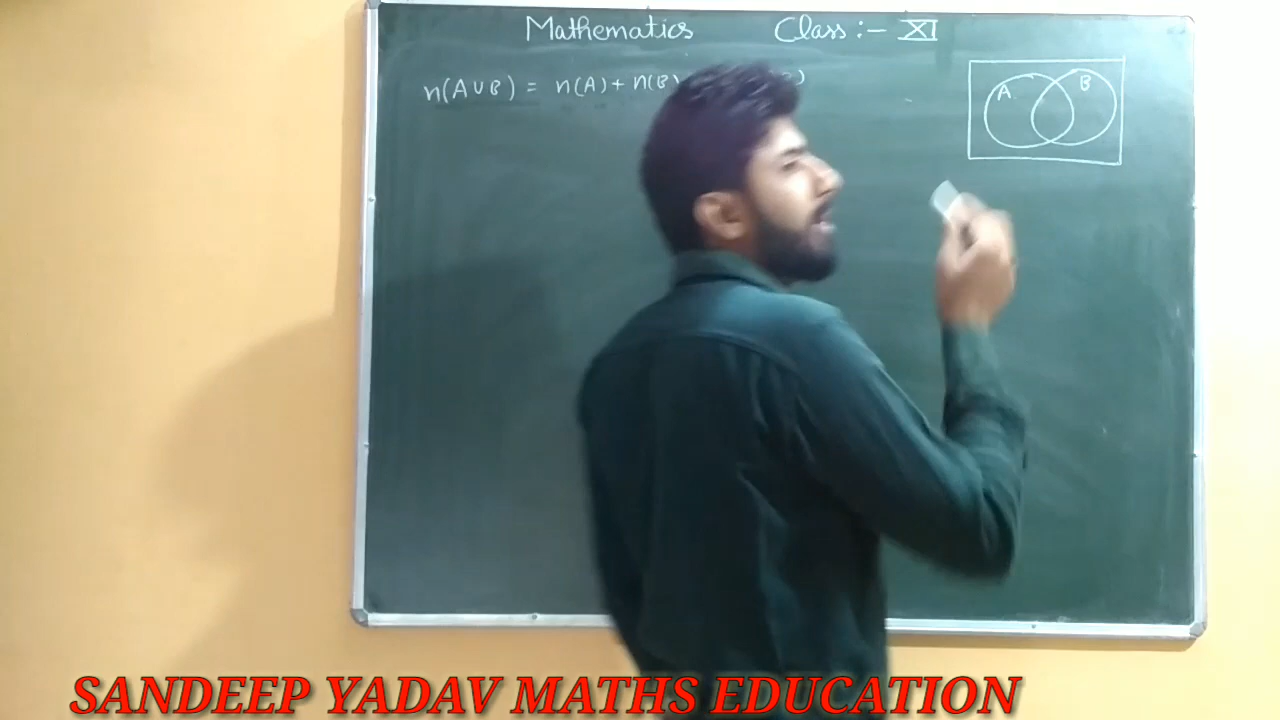 Mathematics Class :- XI
n(A∪B) = n(A) + n(B) )
A B
SANDEEP YADAV MATHS EDUCATION